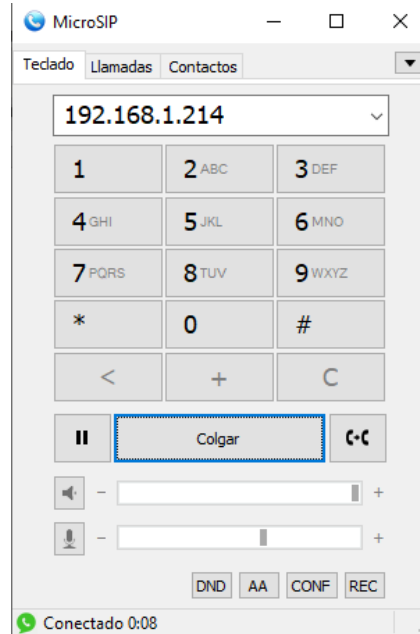 MicroSIP
Teclado Llamadas Contactos
192.168.1.214
1 2 ABC 3 DEF
4 GHI 5 JKL 6 MNO
7 PQRS 8 TUV 9 WXYZ
* 0 #
< + C
Colgar
- +
- +
DND AA CONF REC
Conectado 0:08